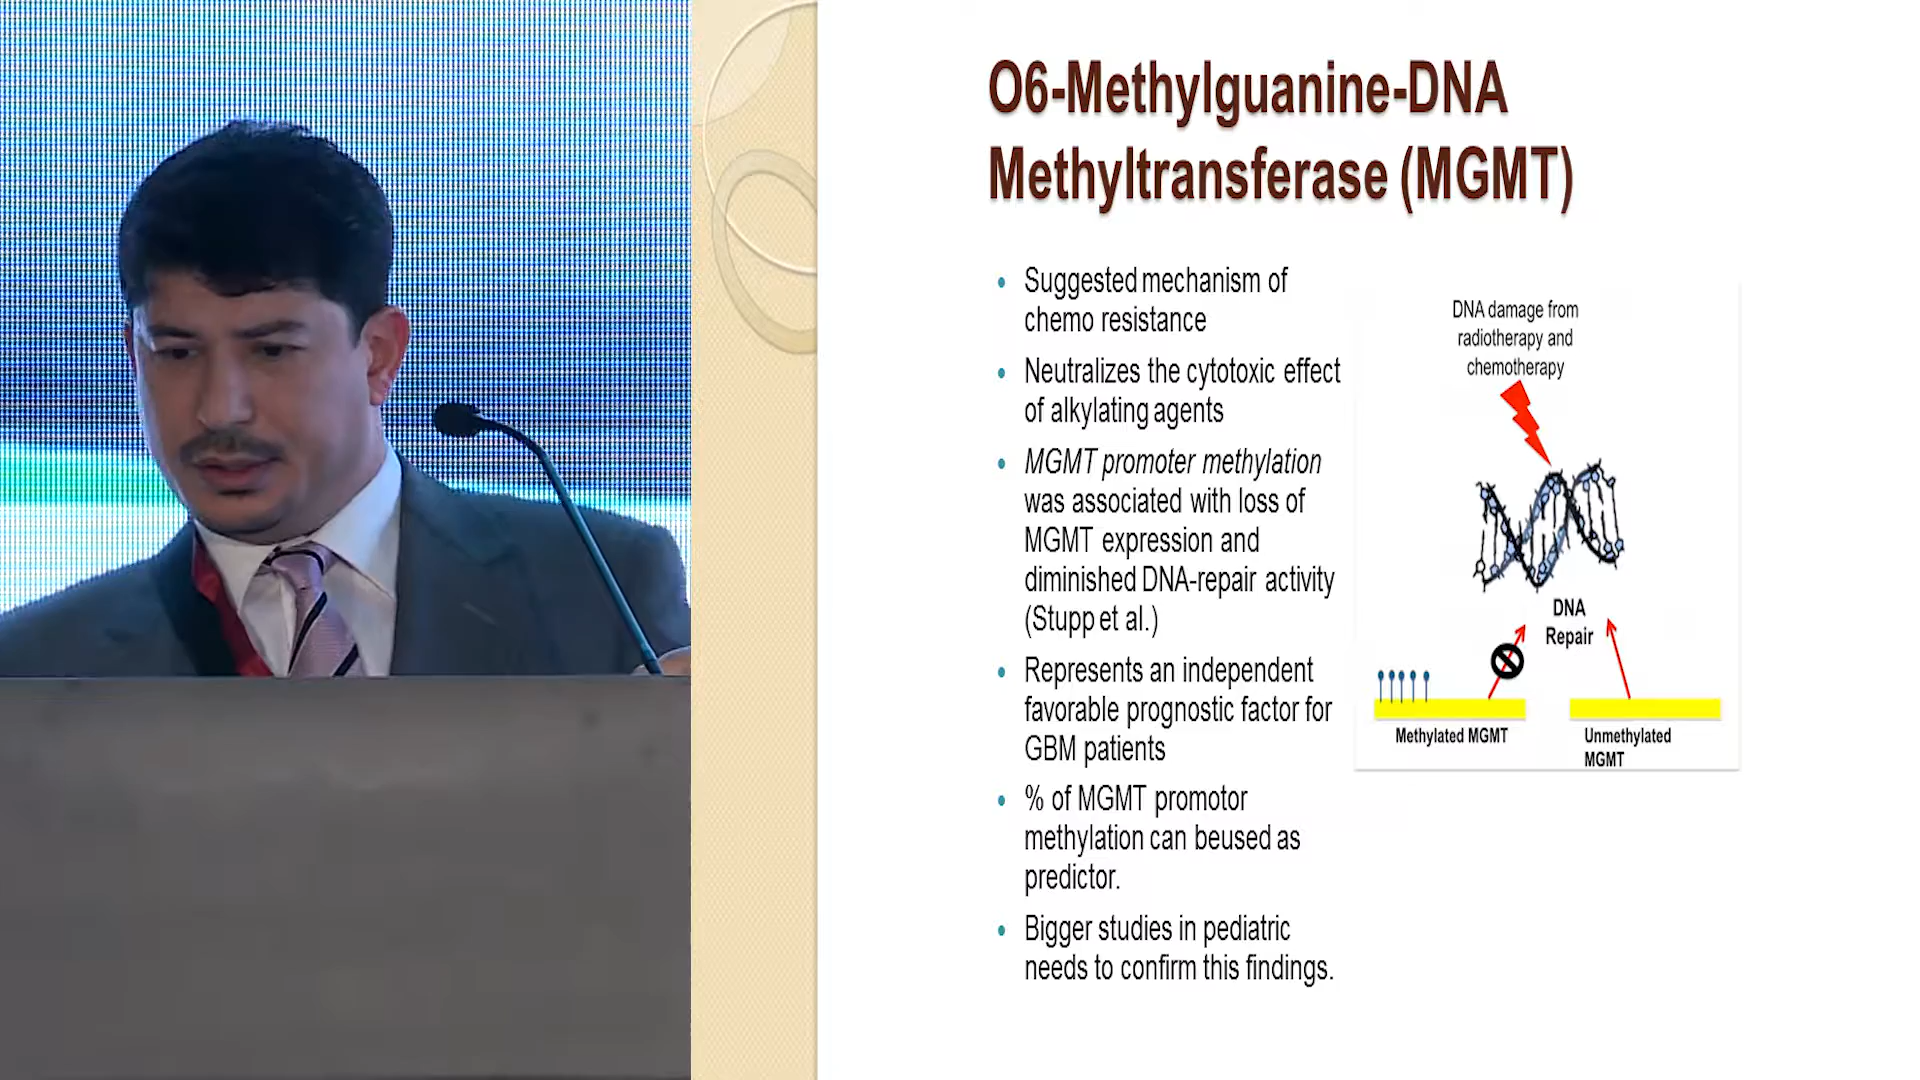 O6-Methylguanine-DNA
Methyltransferase (MGMT)
Suggested mechanism of
chemo resistance
Neutralizes the cytotoxic effect
of alkylating agents
MGMT promoter methylation
was associated with loss of
MGMT expression and
diminished DNA-repair activity
(Stupp et al.)
Represents an independent
favorable prognostic factor for
GBM patients
% of MGMT promotor
methylation can beused as
predictor.
Bigger studies in pediatric
needs to confirm this findings.
DNA damage from
radiotherapy and
chemotherapy
DNA
Repair
Methylated MGMT
Unmethylated
MGMT